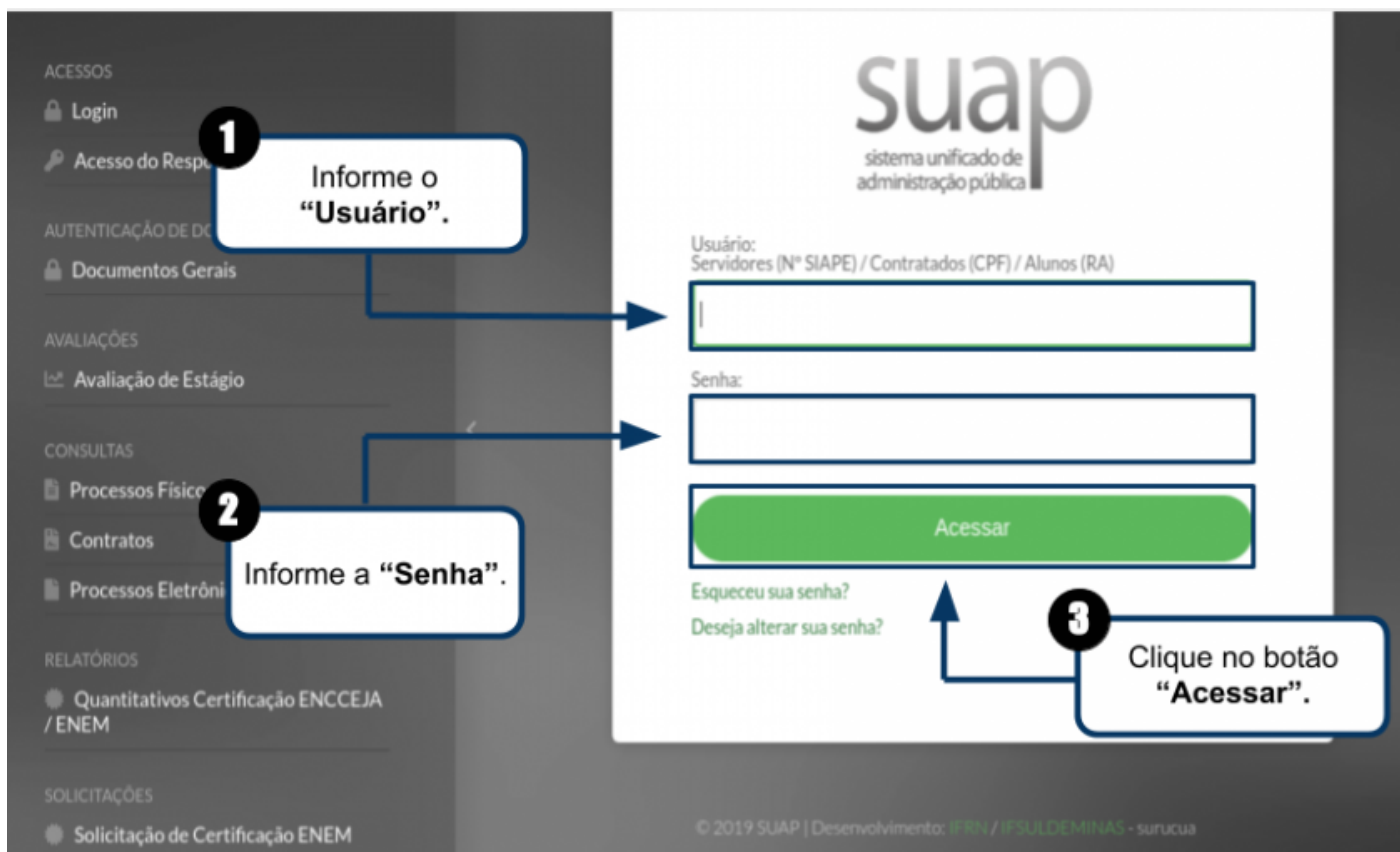 ACESSOS
Login
Acesso do Respo
AUTENTICAÇÃO DE DO
Documentos Gerais
AVALIAÇÕES
Avaliação de Estágio
CONSULTAS
Processos Físico
Contratos
Processos Eletrôni
RELATÓRIOS
Quantitativos Certificação ENCCEJA
/ ENEM
SOLICITAÇÕES
Solicitação de Certificação ENEM
1
Informe o
“Usuário”.
2
Informe a “Senha”.
suap
sistema unificado de
administração pública
Usuário:
Servidores (Nº SIAPE) / Contratados (CPF) / Alunos (RA)
Senha:
Acessar
Esqueceu sua senha?
Deseja alterar sua senha?
3
Clique no botão
“Acessar”.
© 2019 SUAP | Desenvolvimento: IFRN / IFSULDEMINAS - surucua